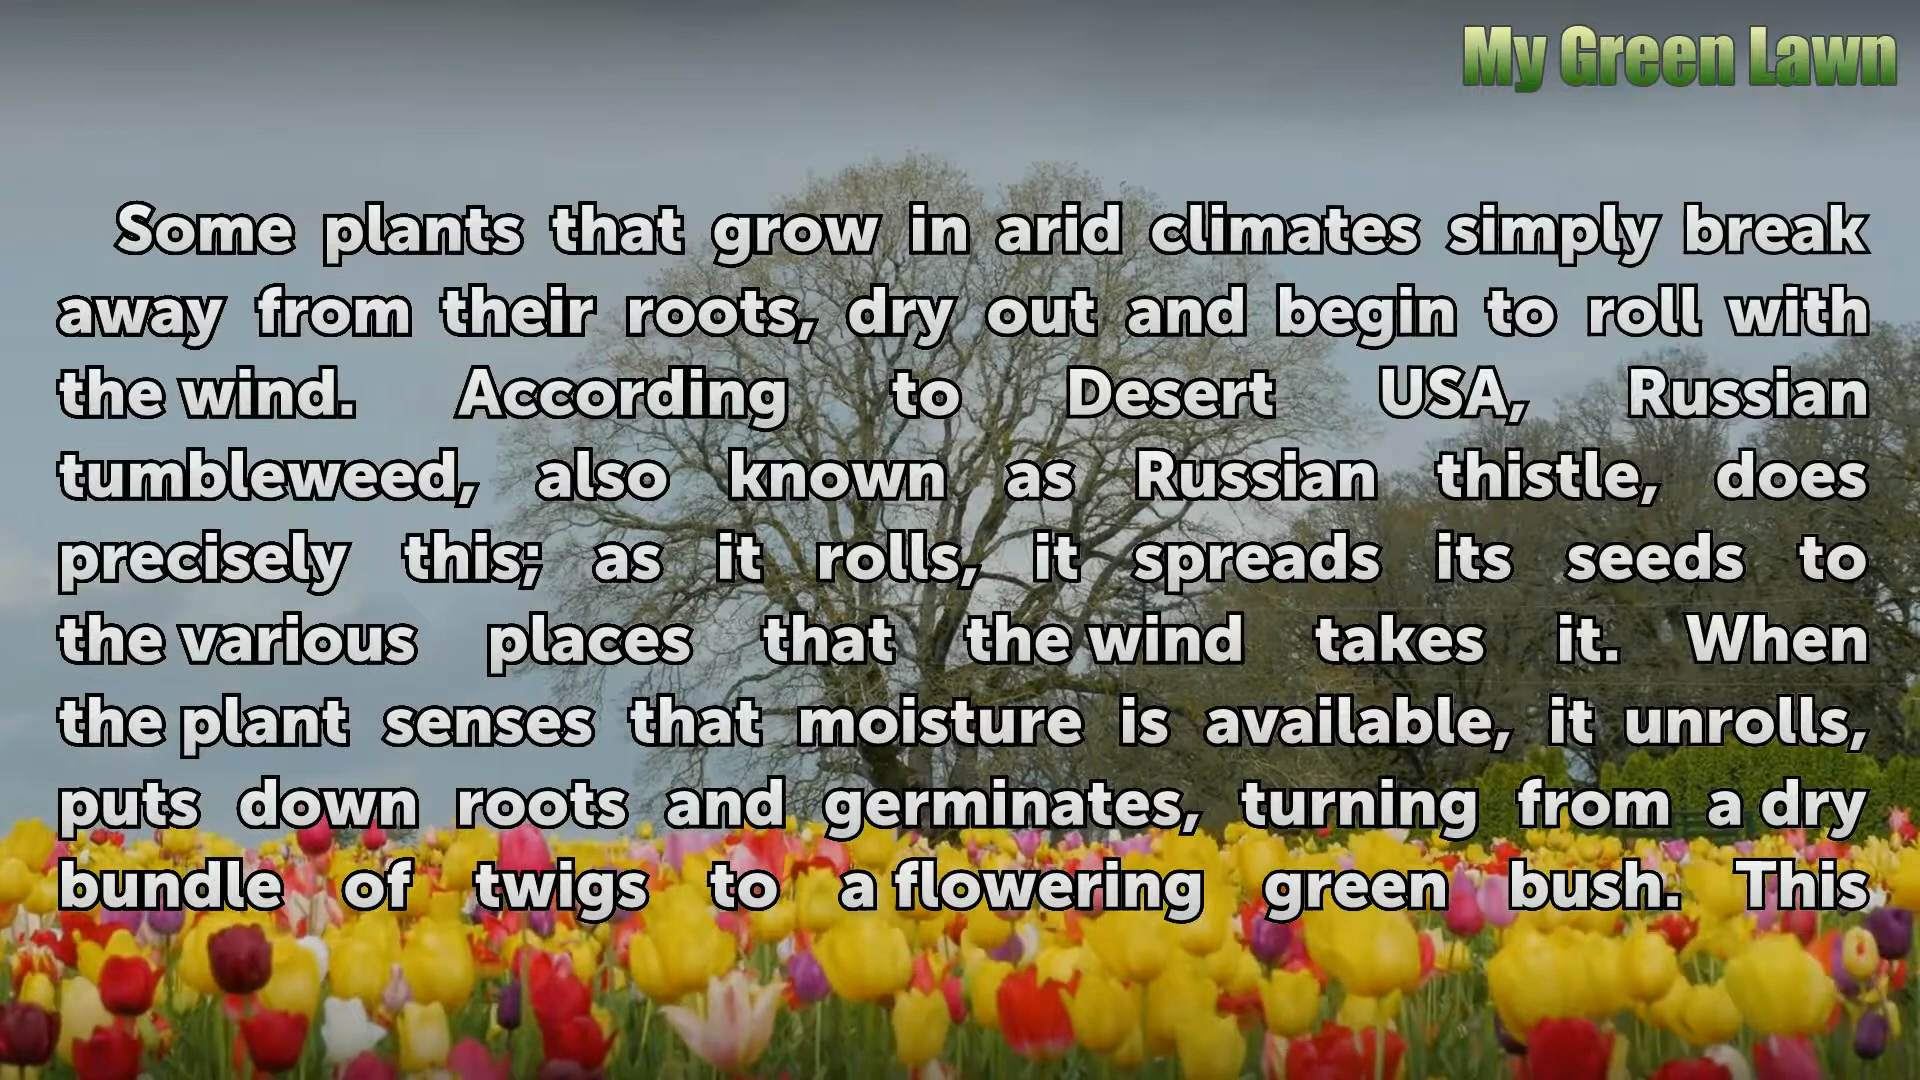 My Green Lawn
Some plants that grow in arid climates simply break
away from their roots, dry out and begin to roll with
the wind. According to Desert USA, Russian
tumbleweed, also known as Russian thistle, does
precisely this; as it rolls, it spreads its seeds to
the various places that the wind takes it. When
the plant senses that moisture is available, it unrolls,
puts down roots and germinates, turning from a dry
bundle of twigs to a flowering green bush. This